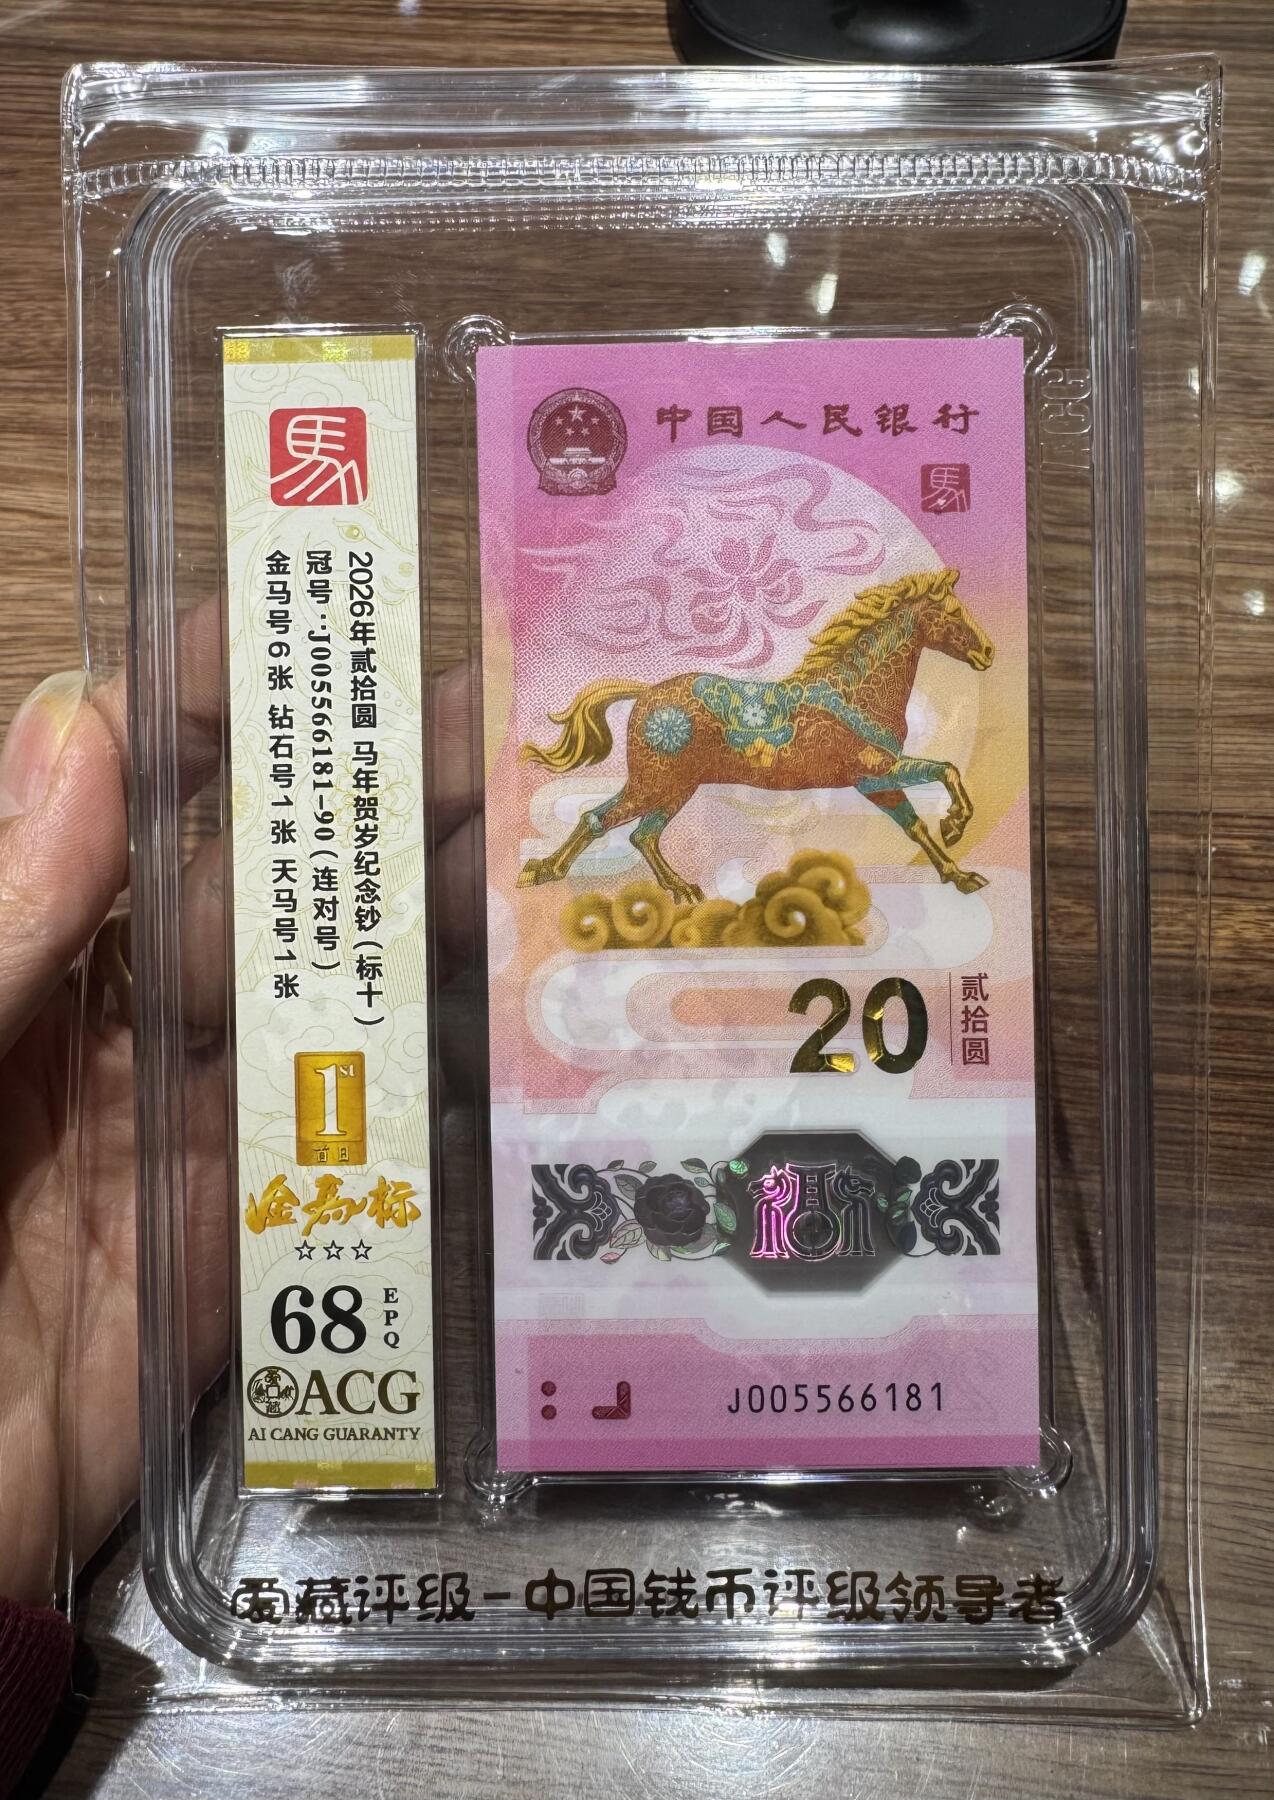 馬
2026年贰拾圆 马年贺岁纪念钞(标十)
冠号:J005566181-90(连对号)
金马号6张 钻石号1张 天马号1张
1st
首日
金馬标
☆☆☆
68
EPQ
ACG
AI CANG GUARANTY
中国人民银行
馬
20
贰拾圆
福
J005566181
ACG
爱藏评级-中国钱币评级领导者